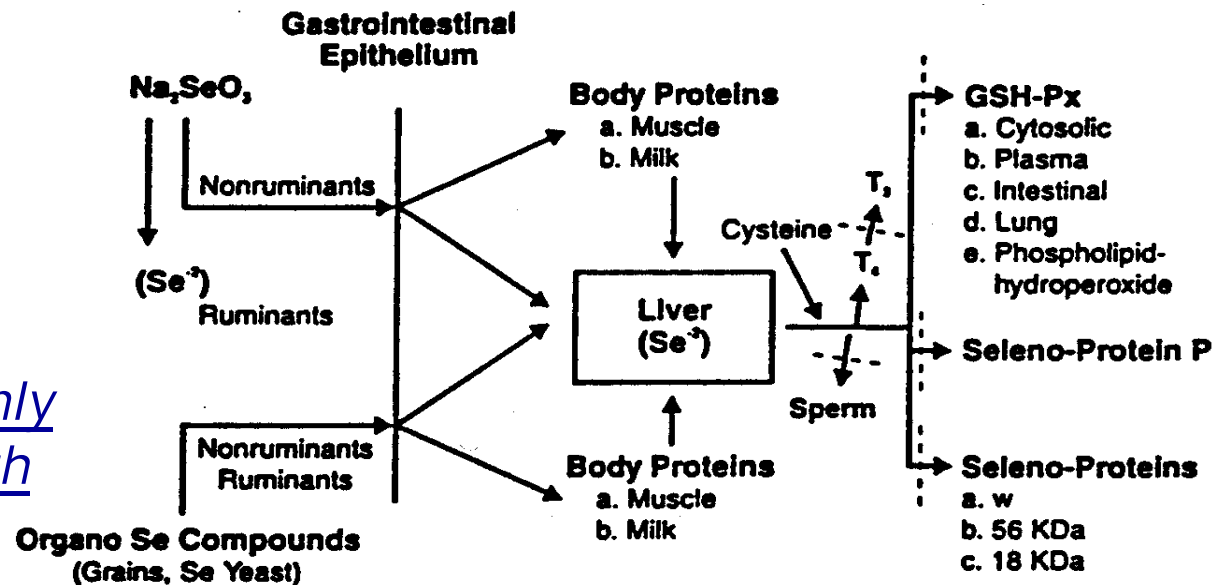 Gastrointestinal
Epithelium
Na₂SeO₃
Nonruminants
(Se⁻²)
Ruminants
Body Proteins
a. Muscle
b. Milk
Liver
(Se⁻²)
Cysteine
T₃
T₄
Sperm
GSH-Px
a. Cytosolic
b. Plasma
c. Intestinal
d. Lung
e. Phospholipid-
hydroperoxide
Seleno-Protein P
Seleno-Proteins
a. w
b. 56 KDa
c. 18 KDa
Nonruminants
Ruminants
Organo Se Compounds
(Grains, Se Yeast)
Body Proteins
a. Muscle
b. Milk